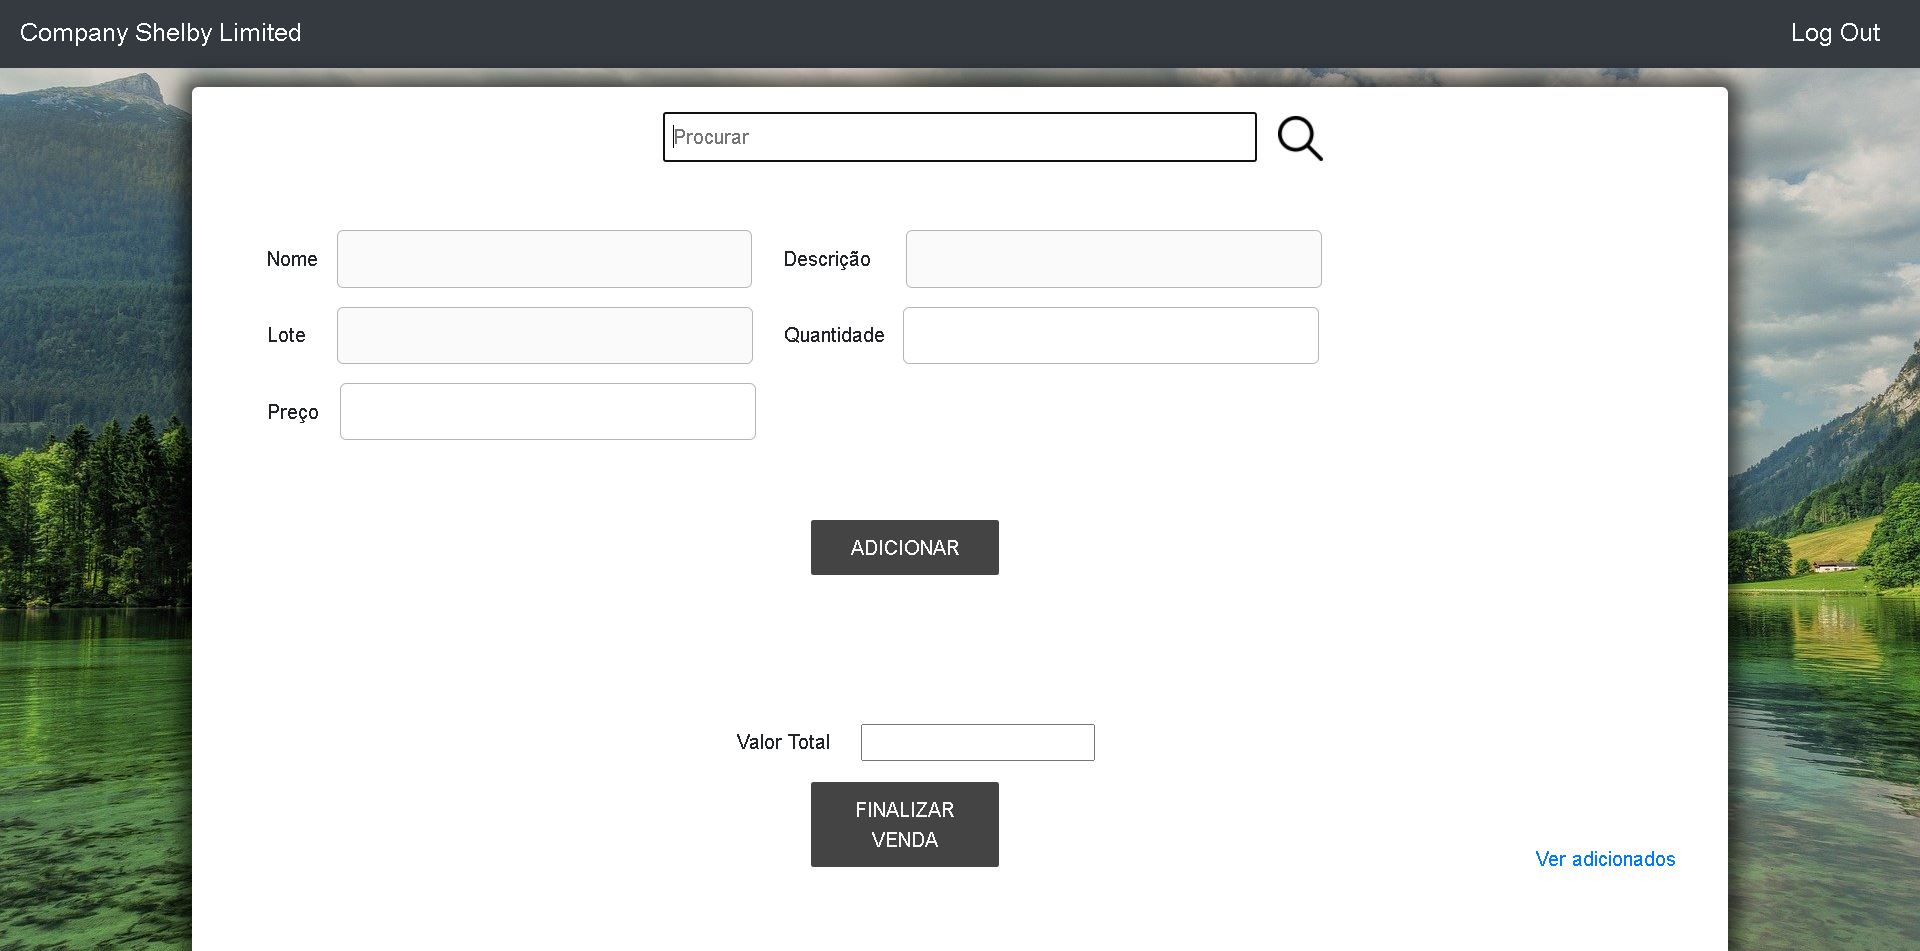 Company Shelby Limited
Log Out
Procurar
Nome
Descrição
Lote
Quantidade
Preço
ADICIONAR
Valor Total
FINALIZAR
VENDA
Ver adicionados